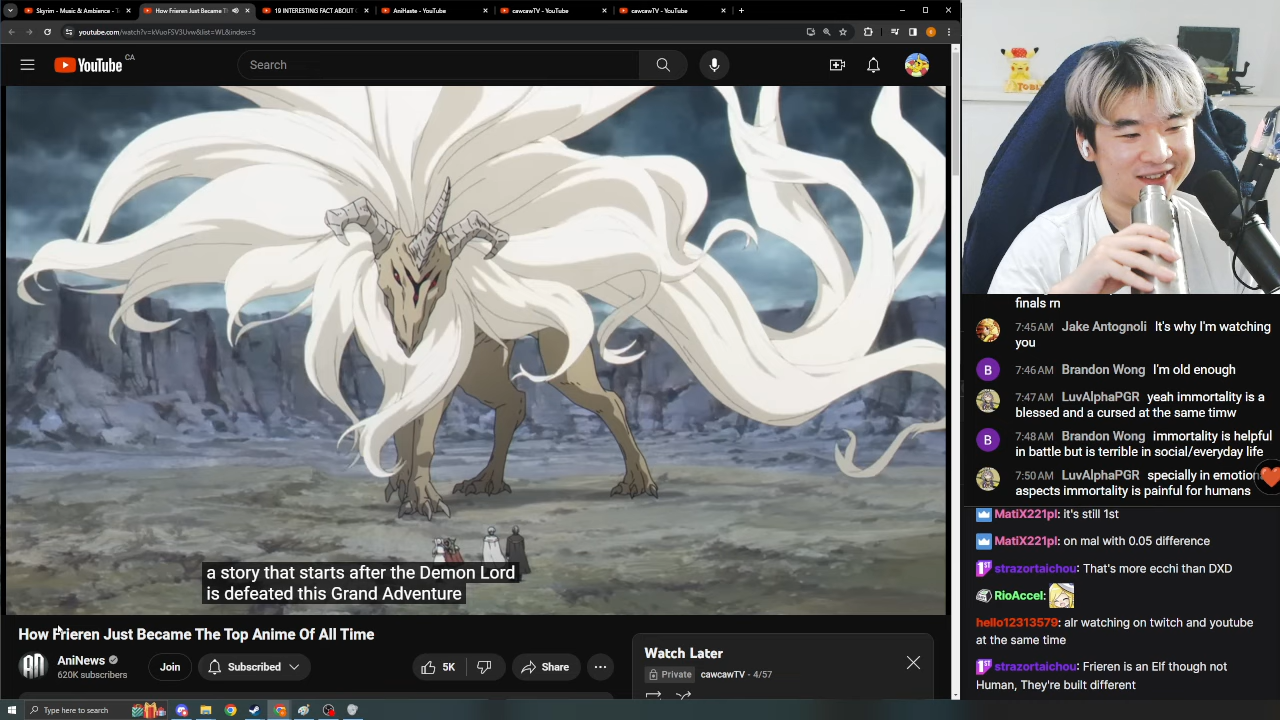 Skyrim - Music & Ambience - T
How Frieren Just Became T
19 INTERESTING FACT ABOUT
AniHaste - YouTube
cawcawTV - YouTube
cawcawTV - YouTube
youtube.com/watch?v=kVuoFSV3Uvw&list=WL&index=5
YouTube CA
Search
a story that starts after the Demon Lord
is defeated this Grand Adventure
How Frieren Just Became The Top Anime Of All Time
AniNews
620K subscribers
Join
Subscribed
5K
Share
Watch Later
Private cawcawTV - 4/57
Type here to search
finals rn
7:45 AM Jake Antognoli It's why I'm watching
you
B 7:46 AM Brandon Wong I'm old enough
7:47 AM LuvAlphaPGR yeah immortality is a
blessed and a cursed at the same timw
B 7:48 AM Brandon Wong immortality is helpful
in battle but is terrible in social/everyday life
7:50 AM LuvAlphaPGR specially in emotion
aspects immortality is painful for humans
MatiX221pl: it's still 1st
MatiX221pl: on mal with 0.05 difference
1ST strazortaichou: That's more ecchi than DXD
RioAccel:
hello12313579: alr watching on twitch and youtube
at the same time
1ST strazortaichou: Frieren is an Elf though not
Human, They're built different